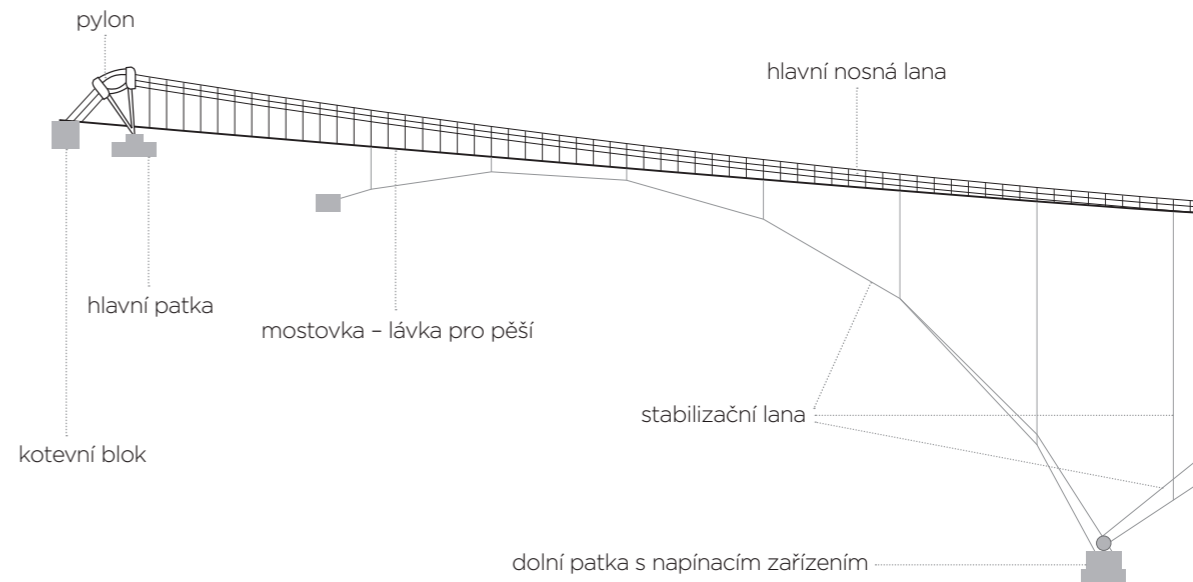 pylon
hlavní nosná lana
hlavní patka
mostovka – lávka pro pěší
stabilizační lana
kotevní blok
dolní patka s napínacím zařízením